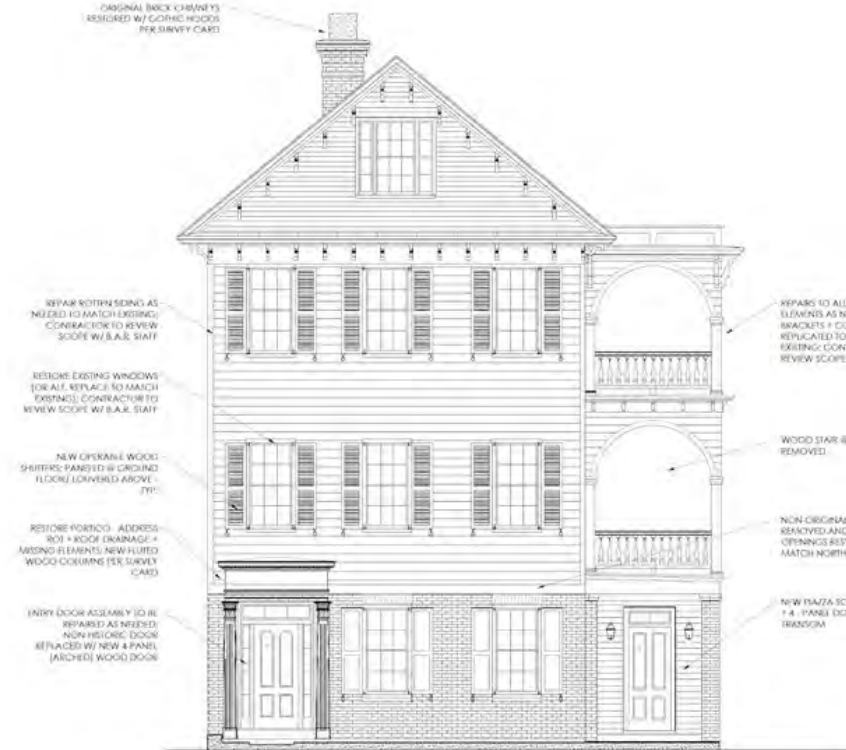 ORIGINAL BRICK CHIMNEYS
RESTORED W/ GOTHIC HOODS
PER SURVEY CARD
REPAIR ROTTEN SIDING AS
NEEDED TO MATCH EXISTING;
CONTRACTOR TO REVIEW
SCOPE W/ B.A.R. STAFF
RESTORE EXISTING WINDOWS
(OR ALT. REPLACE TO MATCH
EXISTING); CONTRACTOR TO
REVIEW SCOPE W/ B.A.R. STAFF
NEW OPERABLE WOOD
SHUTTERS: PANELED @ GROUND
FLOOR/ LOUVERED ABOVE -
TYP.
RESTORE PORTICO: ADDRESS
ROT + ROOF DRAINAGE +
MISSING ELEMENTS; NEW FLUTED
WOOD COLUMNS PER SURVEY
CARD
ENTRY DOOR ASSEMBLY TO BE
REPAIRED AS NEEDED;
NON HISTORIC DOOR
REPLACED W/ NEW 4-PANEL
(ARCHED) WOOD DOOR
REPAIRS TO ALL
ELEMENTS AS N
BRACKETS + CO
REPLICATED TO
EXISTING; CON
REVIEW SCOPE
WOOD STAIR @
REMOVED
NON-ORIGINAL
REMOVED AND
OPENINGS REST
MATCH NORTH
NEW PIAZZA SC
+ 4 - PANEL DO
TRANSOM